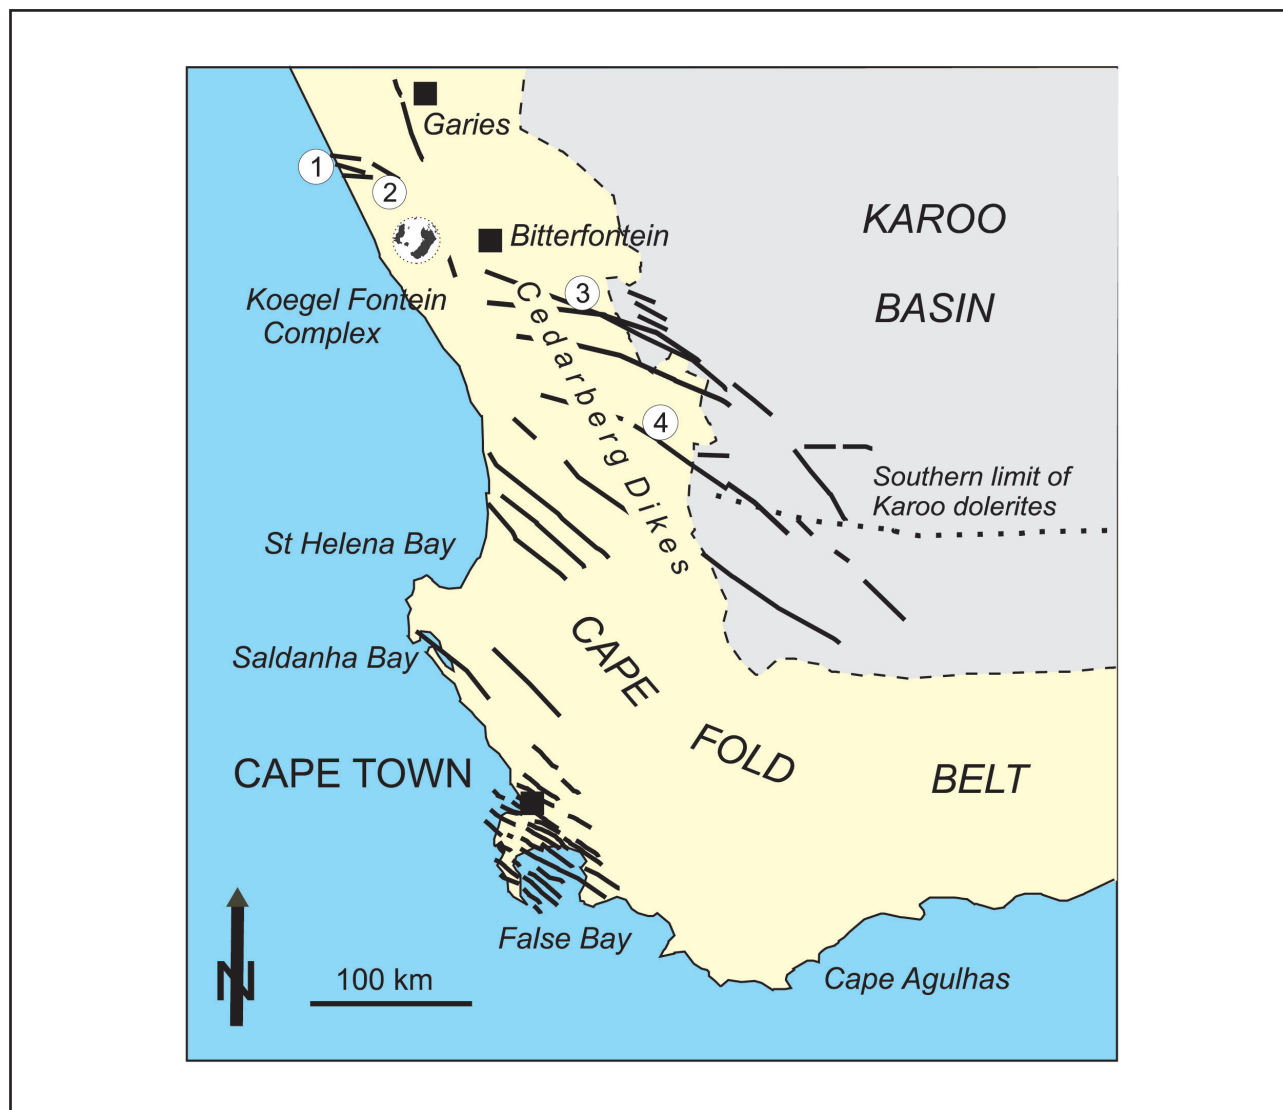 Garies
1
2
KAROO
BASIN
Bitterfontein
Koegel Fontein
Complex
3
Cedarberg Dikes
4
Southern limit of
Karoo dolerites
St Helena Bay
Saldanha Bay
CAPE FOLD BELT
CAPE TOWN
False Bay
Cape Agulhas
N
100 km